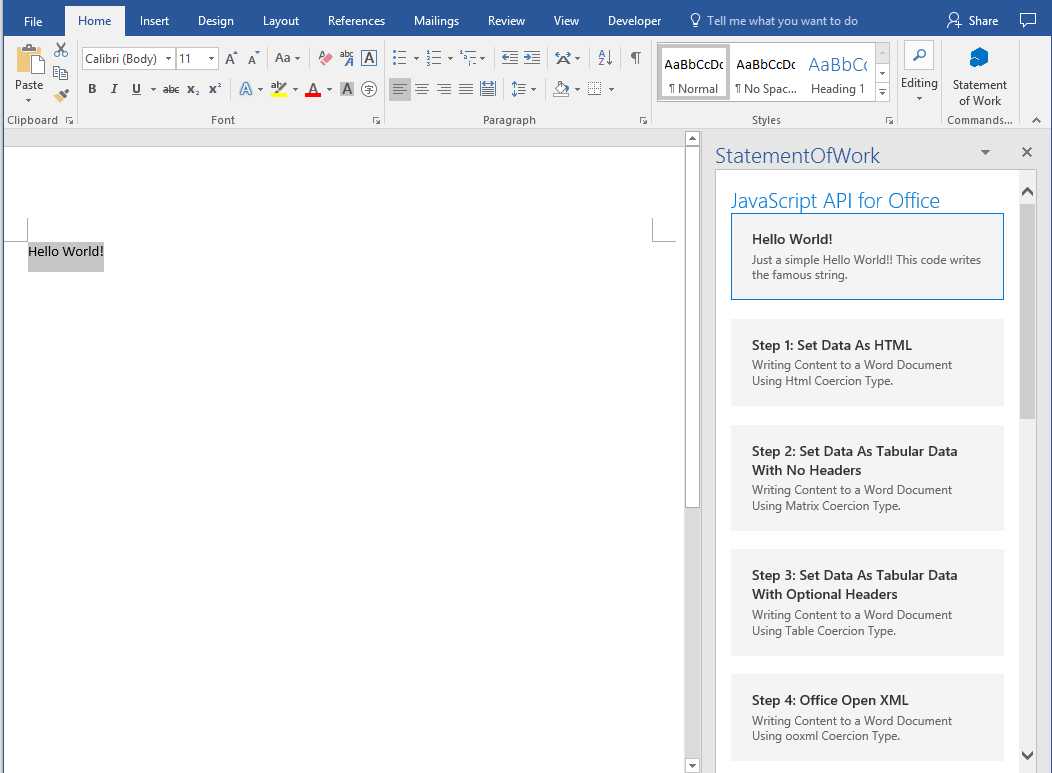 File Home Insert Design Layout References Mailings Review View Developer Tell me what you want to do Share
Paste
Clipboard
Calibri (Body) 11 A A Aa A abc A
B I U abc x₂ x² A A A
Font
A Z ¶
Paragraph
AaBbCcDc AaBbCcDc AaBbCc
¶ Normal ¶ No Spac... Heading 1
Styles
Editing
Statement
of Work
Commands...
Hello World!
StatementOfWork
JavaScript API for Office
Hello World!
Just a simple Hello World!! This code writes
the famous string.
Step 1: Set Data As HTML
Writing Content to a Word Document
Using Html Coercion Type.
Step 2: Set Data As Tabular Data
With No Headers
Writing Content to a Word Document
Using Matrix Coercion Type.
Step 3: Set Data As Tabular Data
With Optional Headers
Writing Content to a Word Document
Using Table Coercion Type.
Step 4: Office Open XML
Writing Content to a Word Document
Using ooxml Coercion Type.